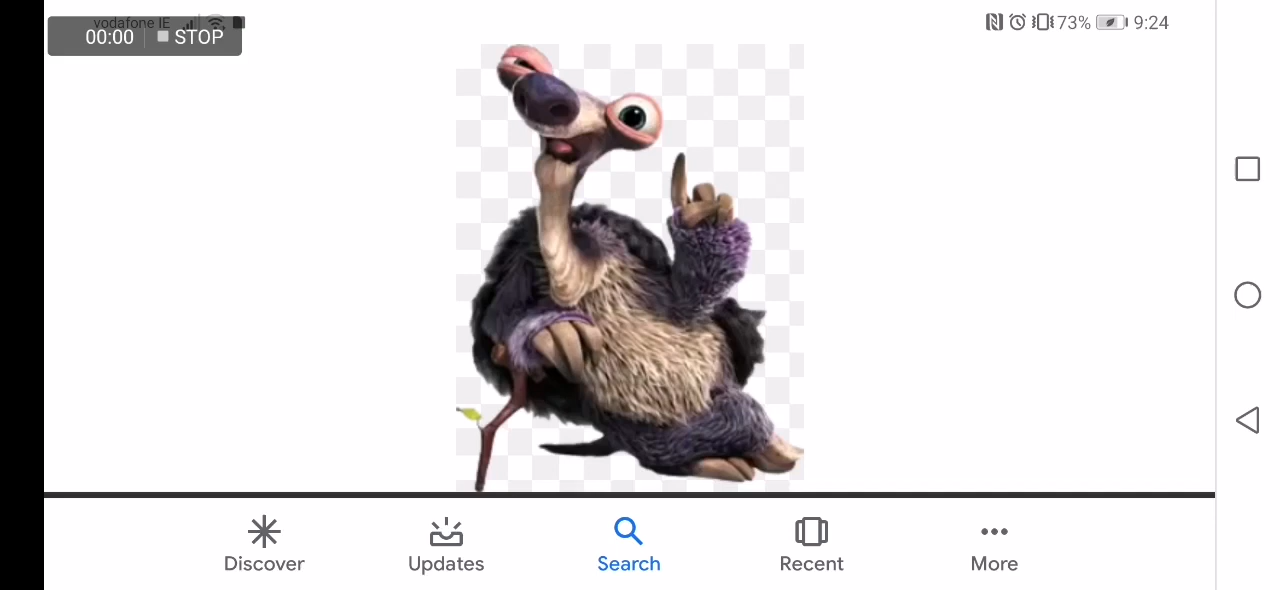 vodafone IE
73% 9:24
00:00 STOP
Discover
Updates
Search
Recent
More